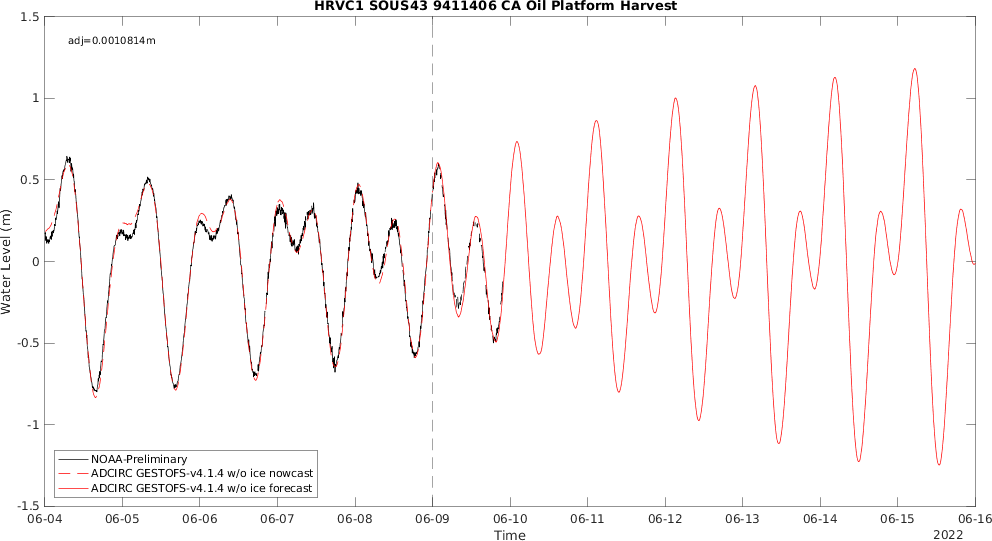 HRVC1 SOUS43 9411406 CA Oil Platform Harvest
adj=0.0010814m
1.5
1
0.5
0
-0.5
-1
-1.5
Water Level (m)
NOAA-Preliminary
ADCIRC GESTOFS-v4.1.4 w/o ice nowcast
ADCIRC GESTOFS-v4.1.4 w/o ice forecast
06-04 06-05 06-06 06-07 06-08 06-09 06-10 06-11 06-12 06-13 06-14 06-15 06-16
Time
2022